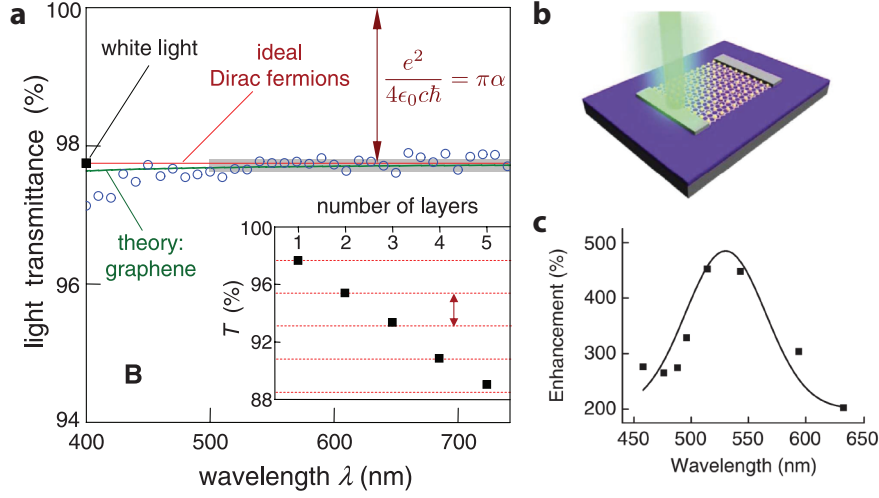 a
100
98
96
94
light transmittance (%)
white light
ideal
Dirac fermions
e²
4ϵ₀cħ
= πα
theory:
graphene
B
number of layers
1 2 3 4 5
100
96
92
88
T (%)
400 500 600 700
wavelength λ (nm)
b
c
500
400
300
200
Enhancement (%)
450 500 550 600 650
Wavelength (nm)